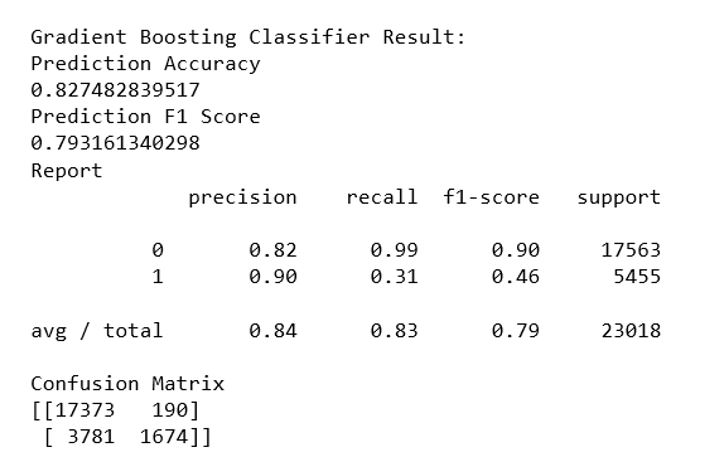 Gradient Boosting Classifier Result:
Prediction Accuracy
0.827482839517
Prediction F1 Score
0.793161340298
Report
precision recall f1-score support
0 0.82 0.99 0.90 17563
1 0.90 0.31 0.46 5455
avg / total 0.84 0.83 0.79 23018
Confusion Matrix
[[17373 190]
[ 3781 1674]]